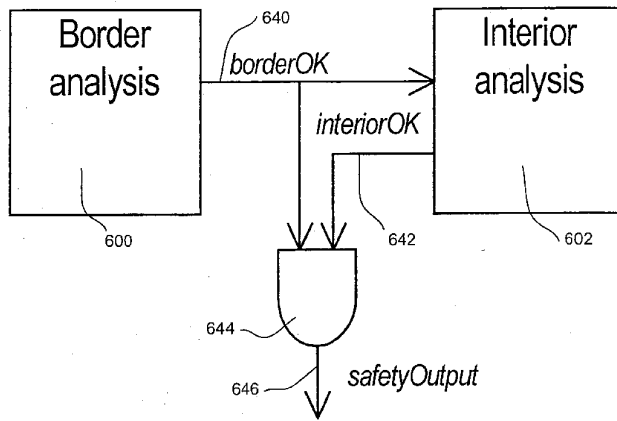 Border
analysis
640
borderOK
Interior
analysis
interiorOK
600
642
602
644
646
safetyOutput